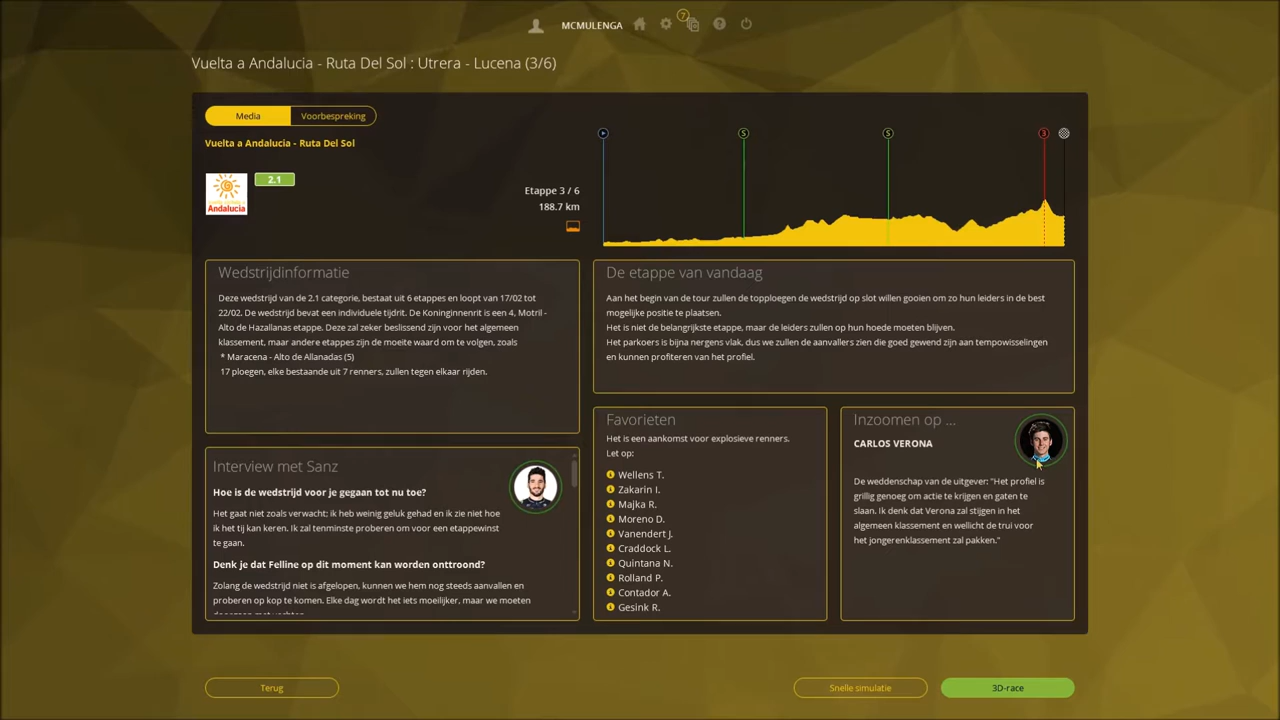 7
MCMULENGA
Vuelta a Andalucia - Ruta Del Sol : Utrera - Lucena (3/6)
Media
Voorbespreking
Vuelta a Andalucia - Ruta Del Sol
Andalucia
2.1
Etappe 3 / 6
188.7 km
S
S
3
Wedstrijdinformatie
Deze wedstrijd van de 2.1 categorie, bestaat uit 6 etappes en loopt van 17/02 tot
22/02. De wedstrijd bevat een individuele tijdrit. De Koninginnenrit is een 4, Motril -
Alto de Hazallanas etappe. Deze zal zeker beslissend zijn voor het algemeen
klassement, maar andere etappes zijn de moeite waard om te volgen, zoals
* Maracena - Alto de Allanadas (5)
17 ploegen, elke bestaande uit 7 renners, zullen tegen elkaar rijden.
De etappe van vandaag
Aan het begin van de tour zullen de topploegen de wedstrijd op slot willen gooien om zo hun leiders in de best
mogelijke positie te plaatsen.
Het is niet de belangrijkste etappe, maar de leiders zullen op hun hoede moeten blijven.
Het parkoers is bijna nergens vlak, dus we zullen de aanvallers zien die goed gewend zijn aan tempowisselingen
en kunnen profiteren van het profiel.
Interview met Sanz
Hoe is de wedstrijd voor je gegaan tot nu toe?
Het gaat niet zoals verwacht; ik heb weinig geluk gehad en ik zie niet hoe
ik het tij kan keren. Ik zal tenminste proberen om voor een etappewinst
te gaan.
Denk je dat Felline op dit moment kan worden onttroond?
Zolang de wedstrijd niet is afgelopen, kunnen we hem nog steeds aanvallen en
proberen op kop te komen. Elke dag wordt het iets moeilijker, maar we moeten
Favorieten
Het is een aankomst voor explosieve renners.
Let op:
Wellens T.
Zakarin I.
Majka R.
Moreno D.
Vanendert J.
Craddock L.
Quintana N.
Rolland P.
Contador A.
Gesink R.
Inzoomen op ...
CARLOS VERONA
De weddenschap van de uitgever: "Het profiel is
grillig genoeg om actie te krijgen en gaten te
slaan. Ik denk dat Verona zal stijgen in het
algemeen klassement en wellicht de trui voor
het jongerenklassement zal pakken."
Terug
Snelle simulatie
3D-race